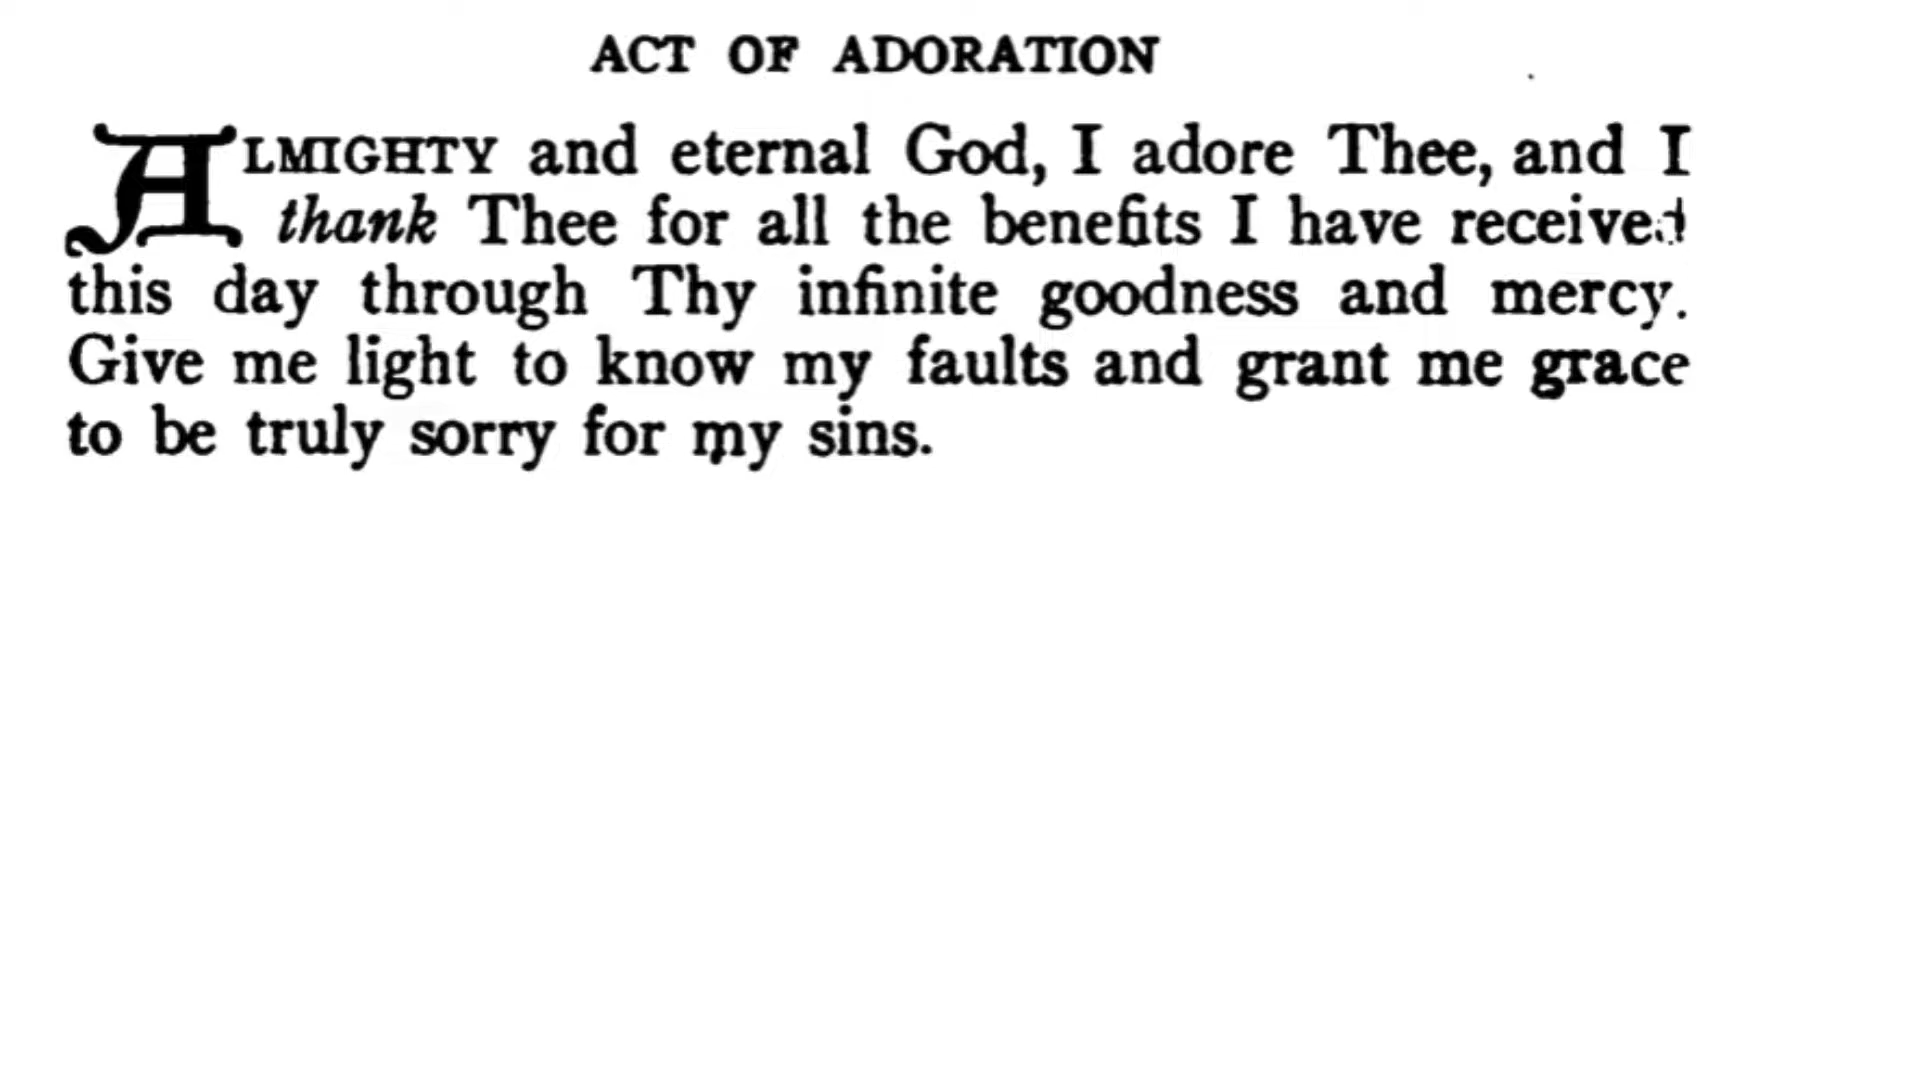 ACT OF ADORATION
ALMIGHTY and eternal God, I adore Thee, and I
thank Thee for all the benefits I have received
this day through Thy infinite goodness and mercy.
Give me light to know my faults and grant me grace
to be truly sorry for my sins.